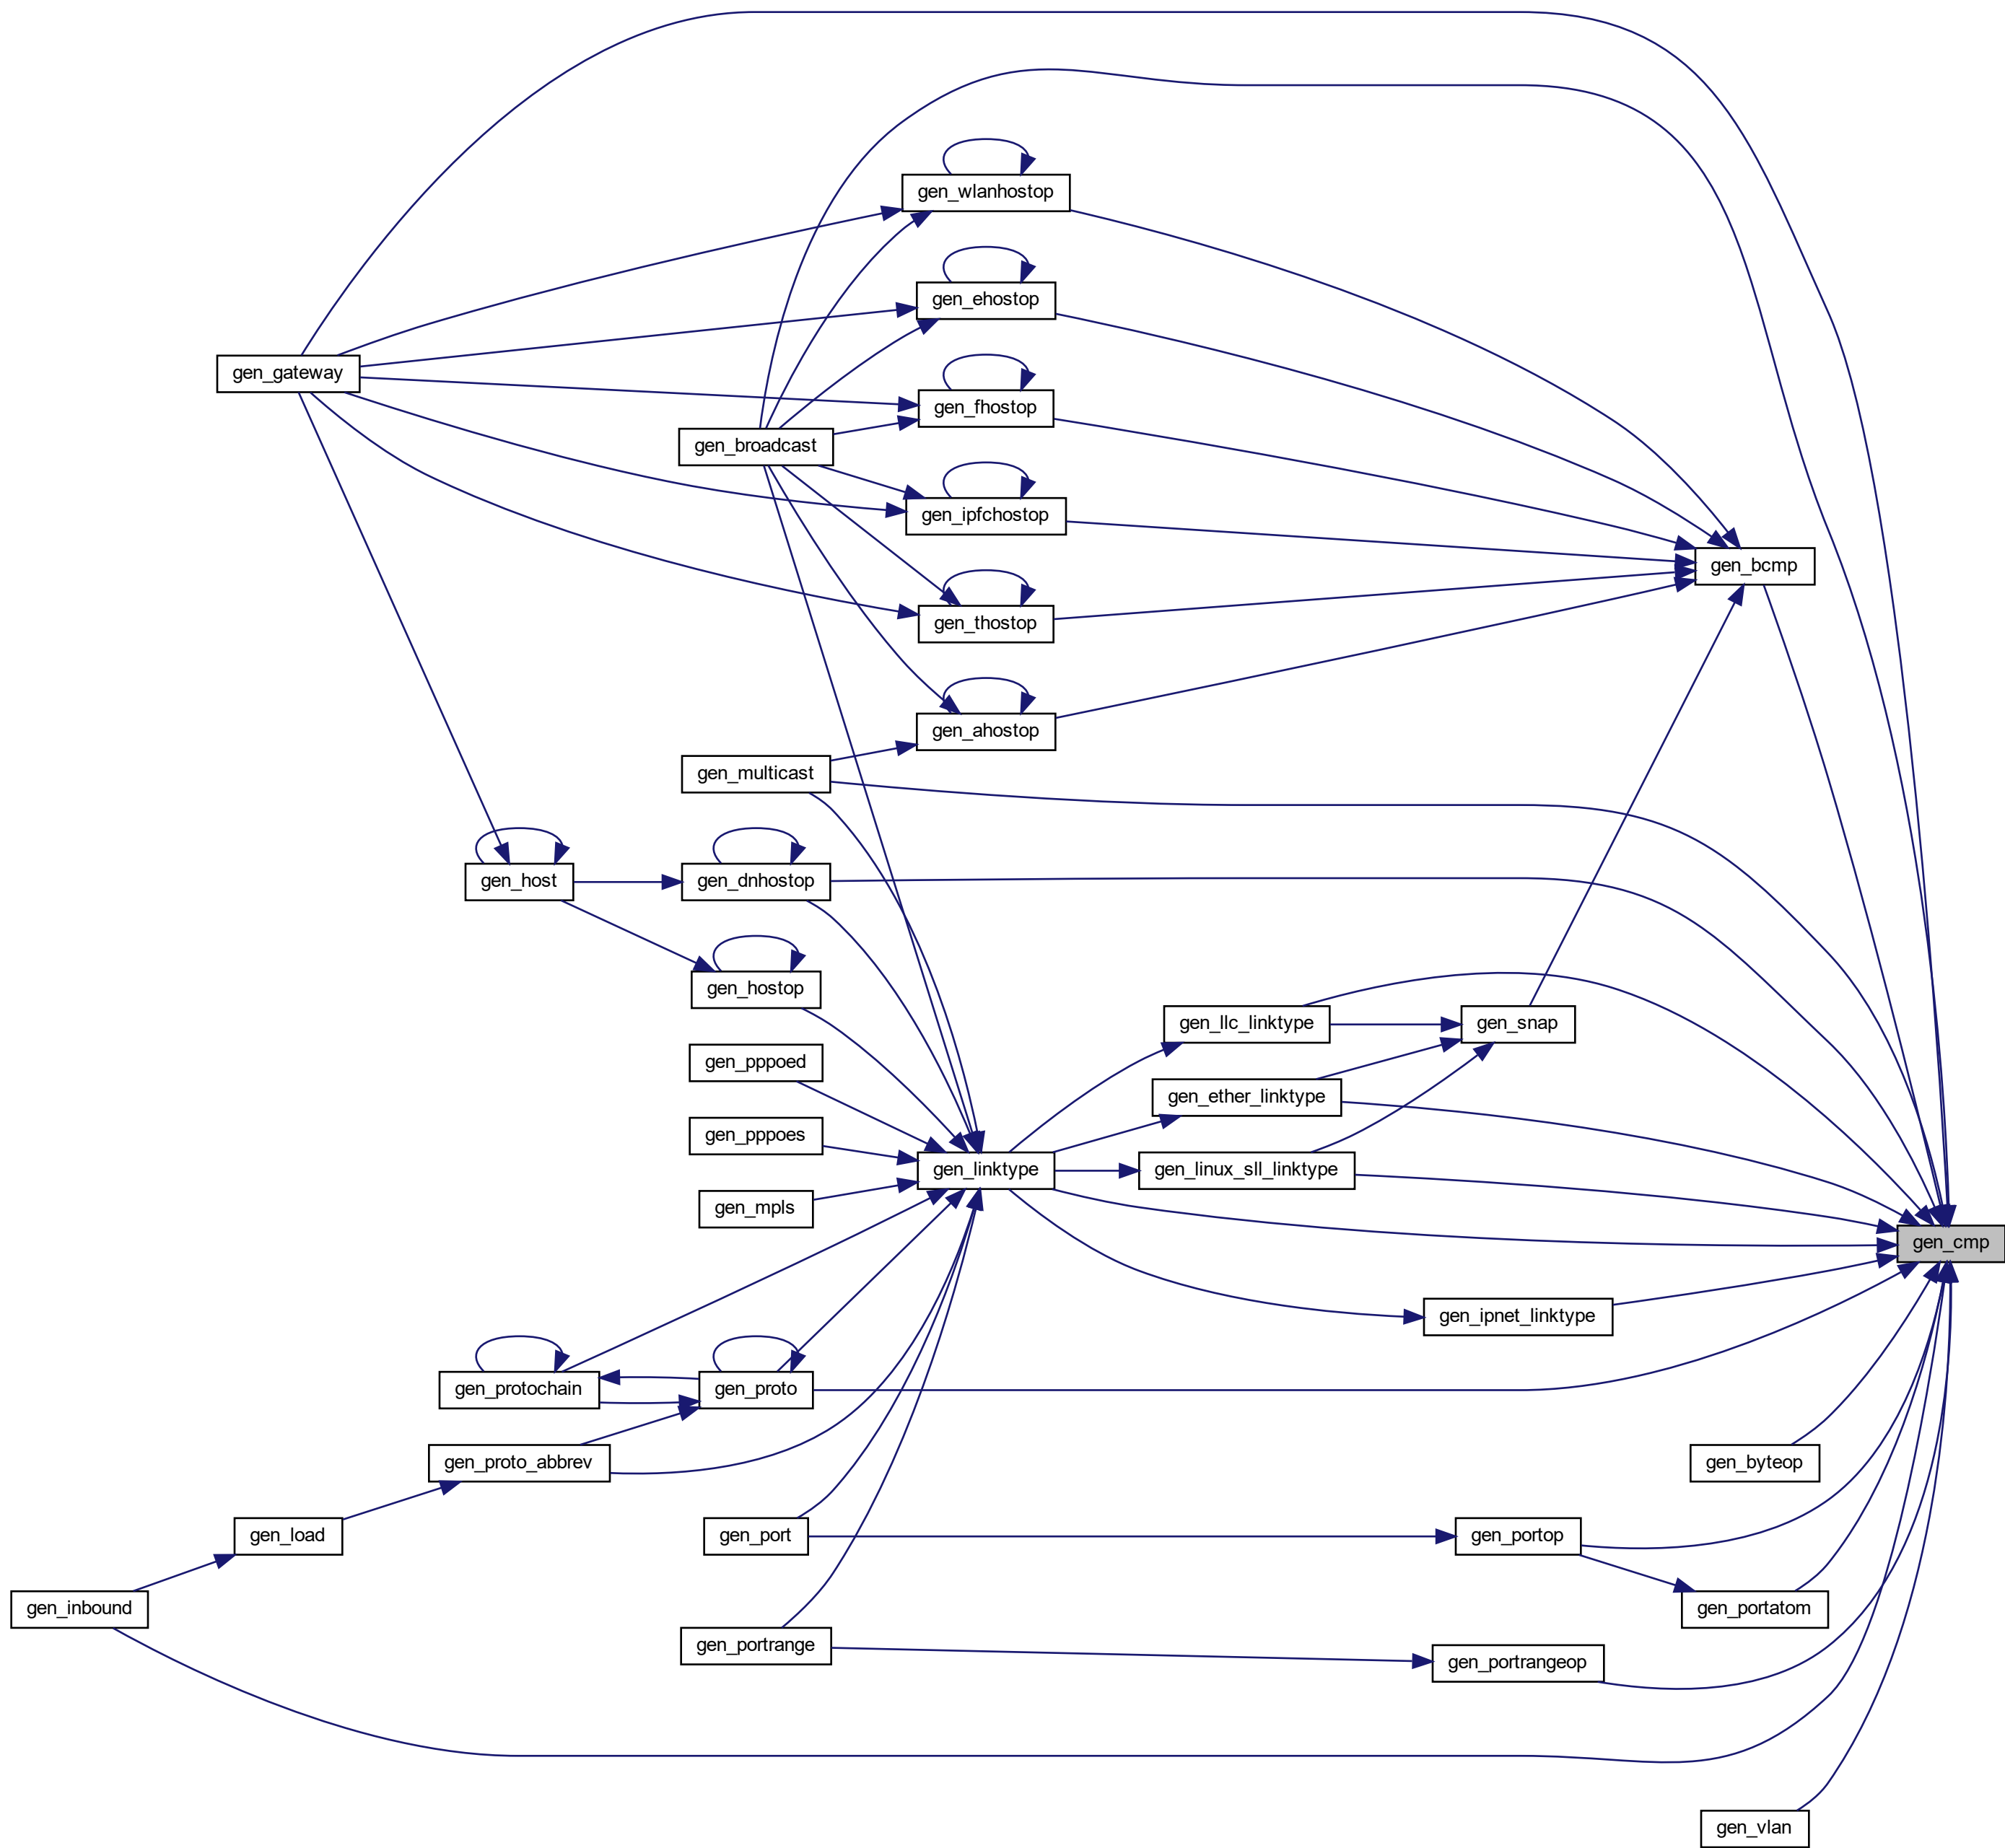 gen_wlanhostop
gen_ehostop
gen_gateway
gen_fhostop
gen_broadcast
gen_ipfchostop
gen_bcmp
gen_thostop
gen_ahostop
gen_multicast
gen_host
gen_dnhostop
gen_hostop
gen_llc_linktype
gen_snap
gen_pppoed
gen_ether_linktype
gen_pppoes
gen_linktype
gen_linux_sll_linktype
gen_mpls
gen_cmp
gen_ipnet_linktype
gen_protochain
gen_proto
gen_proto_abbrev
gen_byteop
gen_load
gen_port
gen_portop
gen_inbound
gen_portatom
gen_portrange
gen_portrangeop
gen_vlan